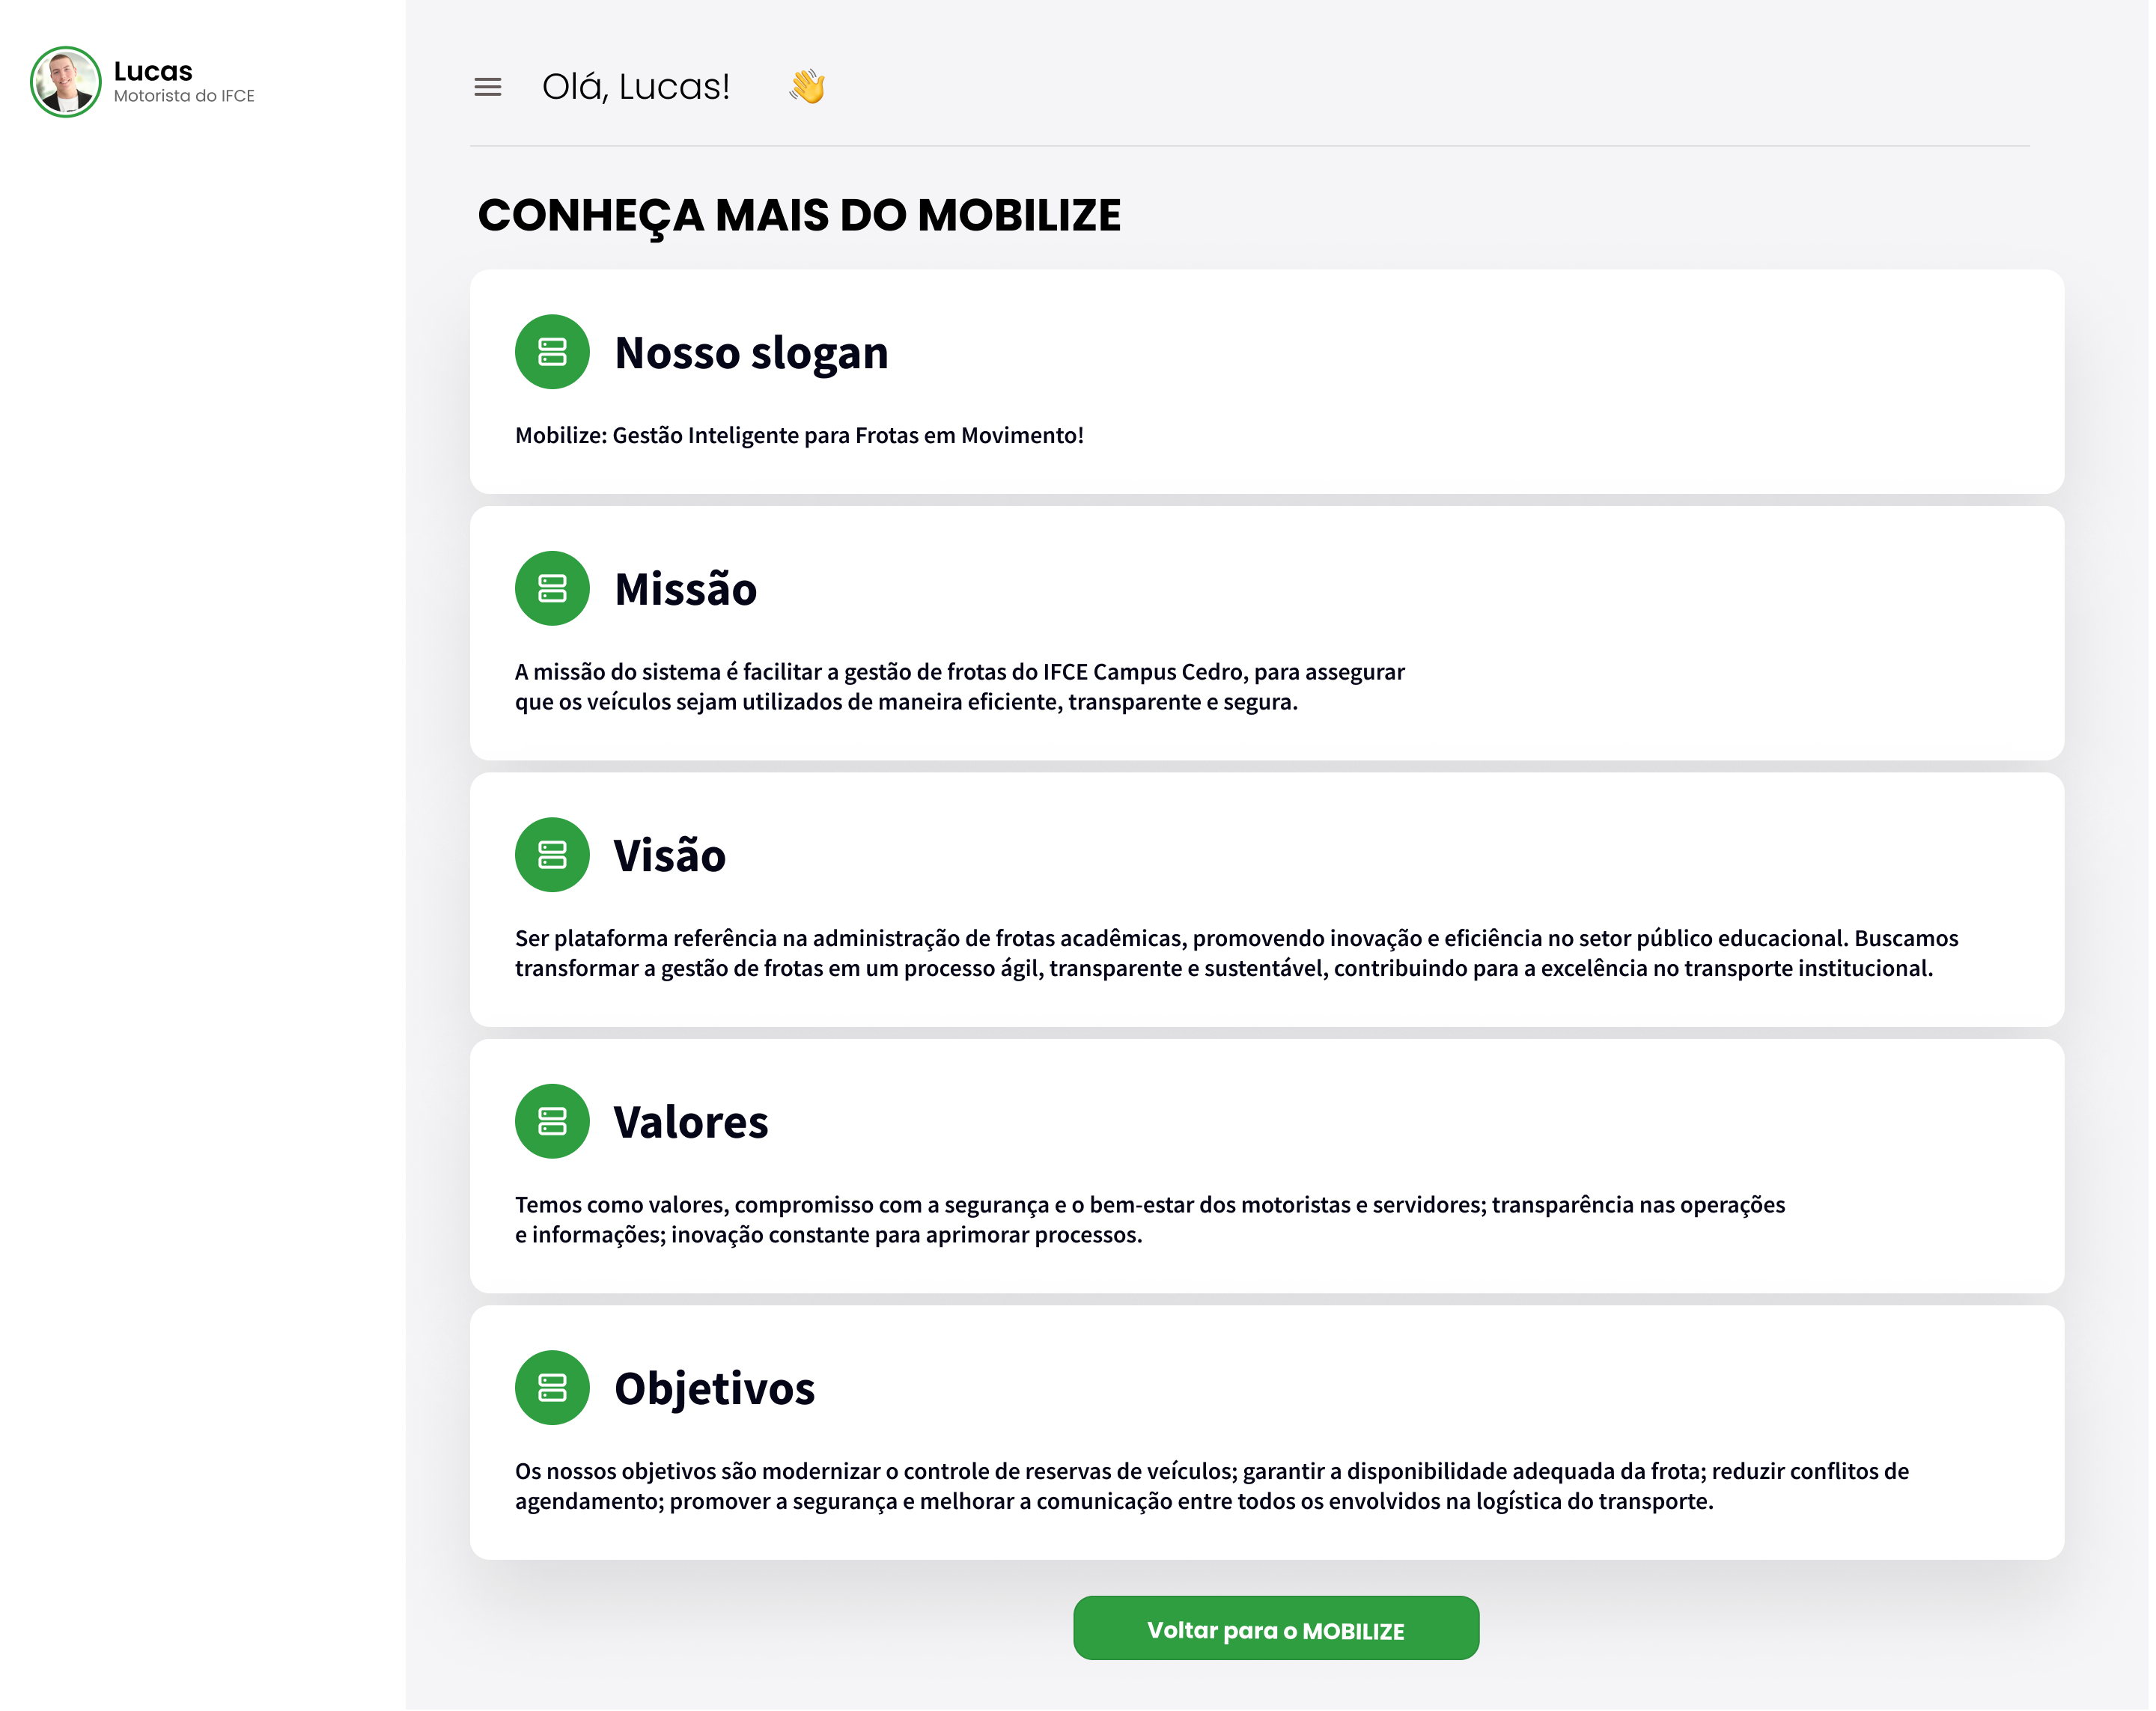 Lucas
Motorista do IFCE
Olá, Lucas! 👋
CONHEÇA MAIS DO MOBILIZE
Nosso slogan
Mobilize: Gestão Inteligente para Frotas em Movimento!
Missão
A missão do sistema é facilitar a gestão de frotas do IFCE Campus Cedro, para assegurar
que os veículos sejam utilizados de maneira eficiente, transparente e segura.
Visão
Ser plataforma referência na administração de frotas acadêmicas, promovendo inovação e eficiência no setor público educacional. Buscamos
transformar a gestão de frotas em um processo ágil, transparente e sustentável, contribuindo para a excelência no transporte institucional.
Valores
Temos como valores, compromisso com a segurança e o bem-estar dos motoristas e servidores; transparência nas operações
e informações; inovação constante para aprimorar processos.
Objetivos
Os nossos objetivos são modernizar o controle de reservas de veículos; garantir a disponibilidade adequada da frota; reduzir conflitos de
agendamento; promover a segurança e melhorar a comunicação entre todos os envolvidos na logística do transporte.
Voltar para o MOBILIZE